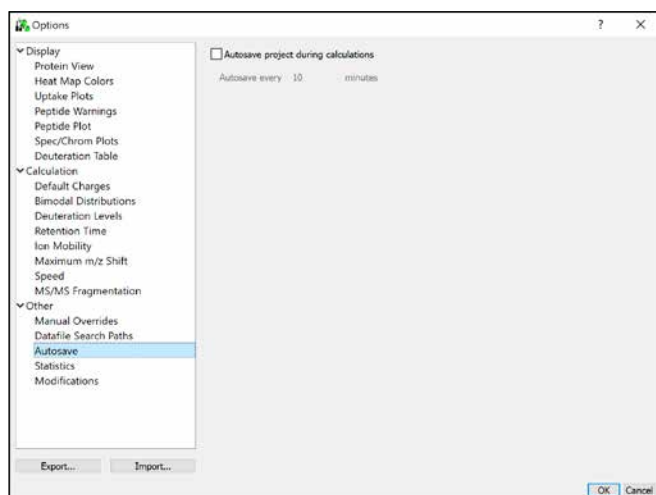 Options
Display
Protein View
Heat Map Colors
Uptake Plots
Peptide Warnings
Peptide Plot
Spec/Chrom Plots
Deuteration Table
Calculation
Default Charges
Bimodal Distributions
Deuteration Levels
Retention Time
Ion Mobility
Maximum m/z Shift
Speed
MS/MS Fragmentation
Other
Manual Overrides
Datafile Search Paths
Autosave
Statistics
Modifications
Export...
Import...
Autosave project during calculations
Autosave every 10 minutes
OK
Cancel